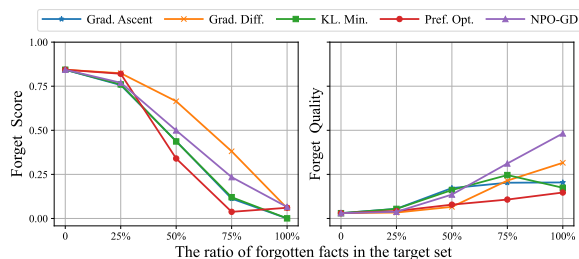 Grad. Ascent Grad. Diff. KL. Min. Pref. Opt. NPO-GD
1.00
0.75
0.50
0.25
0.00
Forget Score
0 25% 50% 75% 100%
Forget Quality
0 25% 50% 75% 100%
The ratio of forgotten facts in the target set